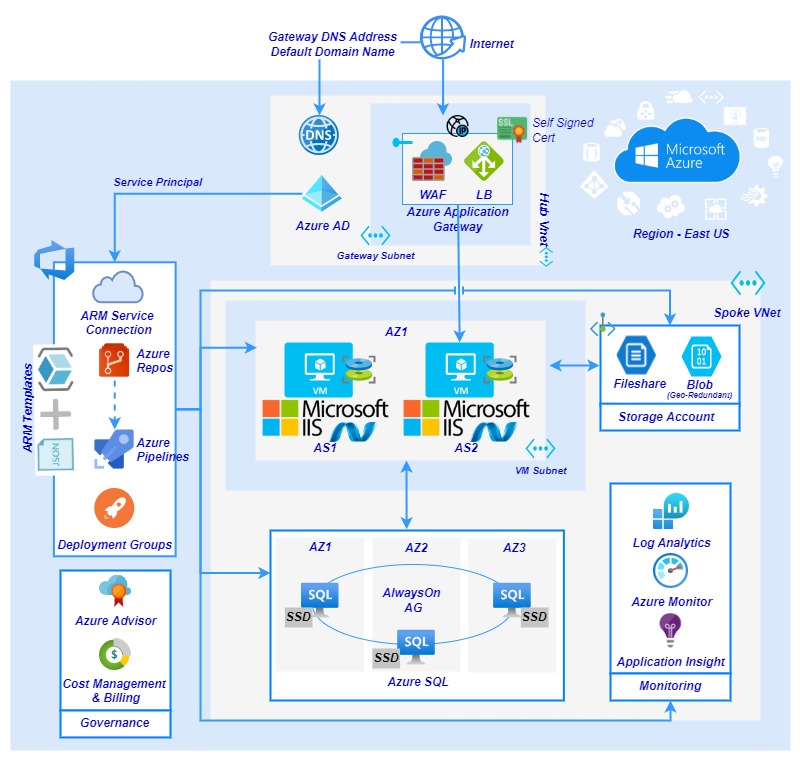 Gateway DNS Address
Default Domain Name
Internet
DNS
IP
SSL
Self Signed
Cert
Microsoft
Azure
WAF
LB
Azure Application
Gateway
Hub Vnet
Service Principal
Azure AD
Gateway Subnet
Region - East US
Spoke VNet
ARM Service
Connection
Azure
Repos
Azure
Pipelines
Deployment Groups
ARM Templates
JSON
AZ1
VM
Microsoft
IIS
AS1
VM
Microsoft
IIS
AS2
VM Subnet
10
01
Fileshare
Blob
(Geo-Redundant)
Storage Account
AZ1
AZ2
AZ3
SQL
SSD
AlwaysOn
AG
SQL
SSD
SQL
SSD
Azure SQL
Log Analytics
Azure Monitor
Application Insight
Monitoring
Azure Advisor
$
Cost Management
& Billing
Governance